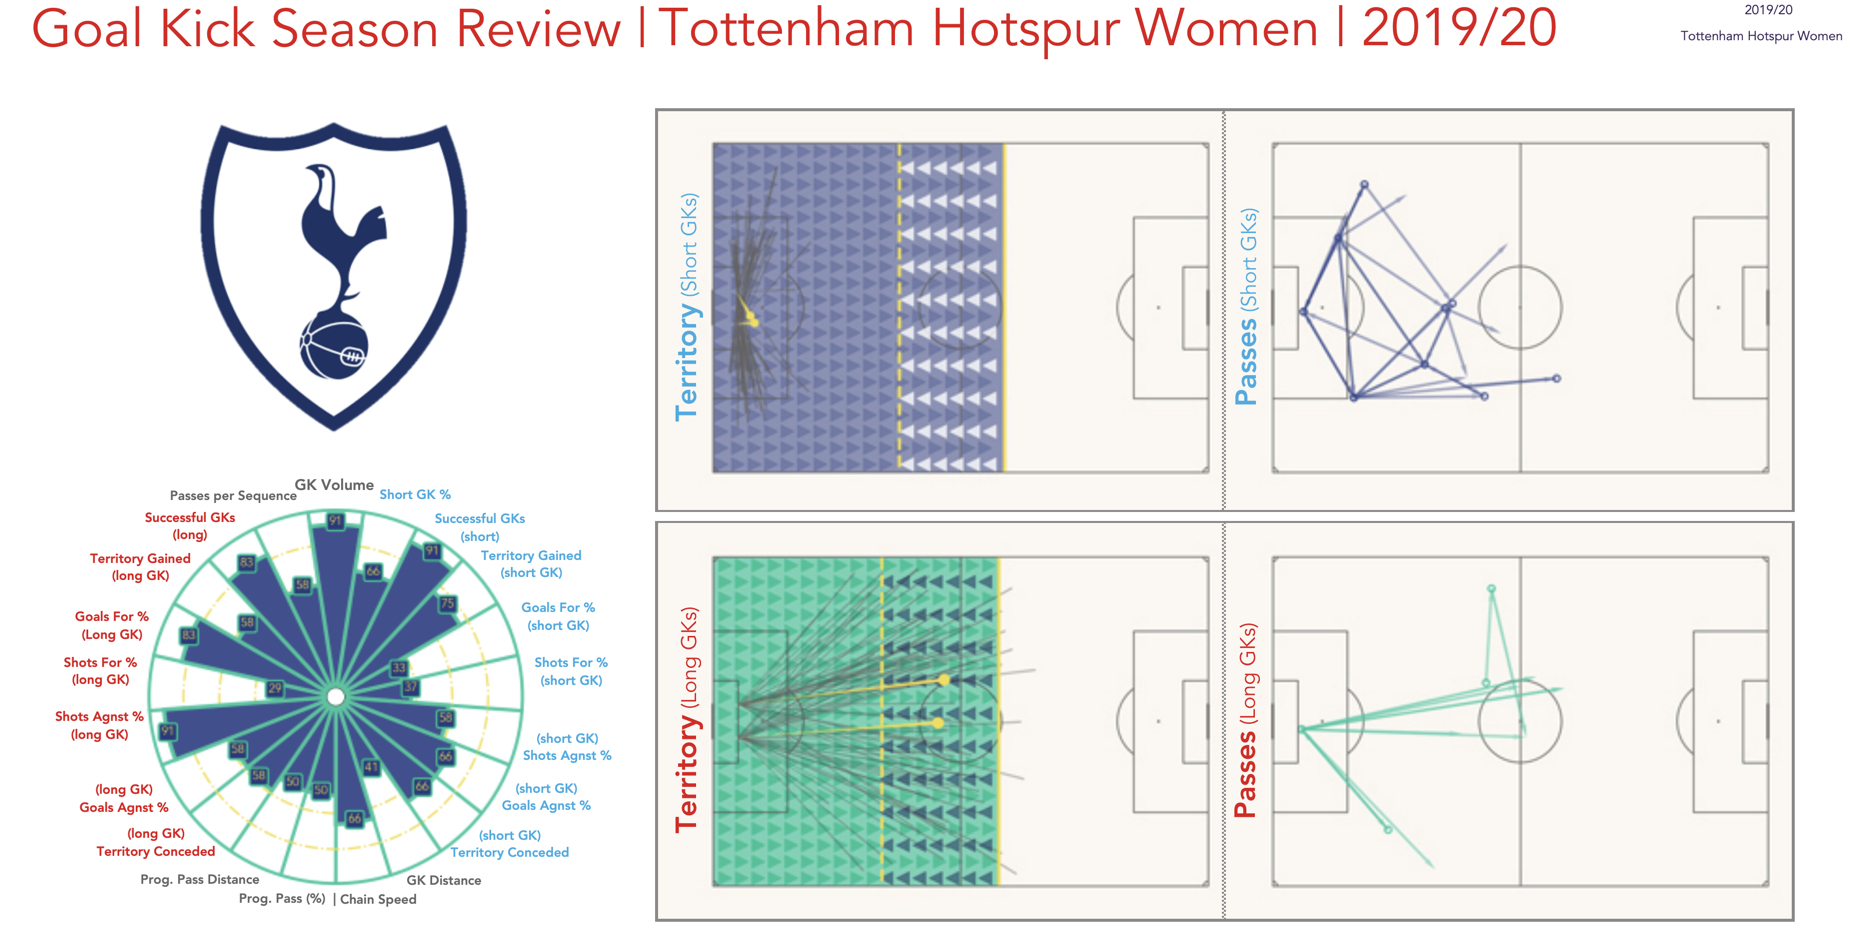 Goal Kick Season Review | Tottenham Hotspur Women | 2019/20
2019/20
Tottenham Hotspur Women
GK Volume
Passes per Sequence
Short GK %
Successful GKs
(long)
Successful GKs
(short)
Territory Gained
(long GK)
Territory Gained
(short GK)
Goals For %
(Long GK)
Goals For %
(short GK)
Shots For %
(long GK)
Shots For %
(short GK)
Shots Agnst %
(long GK)
(short GK)
Shots Agnst %
(long GK)
Goals Agnst %
(short GK)
Goals Agnst %
(long GK)
Territory Conceded
(short GK)
Territory Conceded
Prog. Pass Distance
GK Distance
Prog. Pass (%) | Chain Speed
91
66
91
75
33
37
58
66
66
41
66
50
50
58
58
91
29
83
58
83
58
Territory (Short GKs)
Passes (Short GKs)
Territory (Long GKs)
Passes (Long GKs)